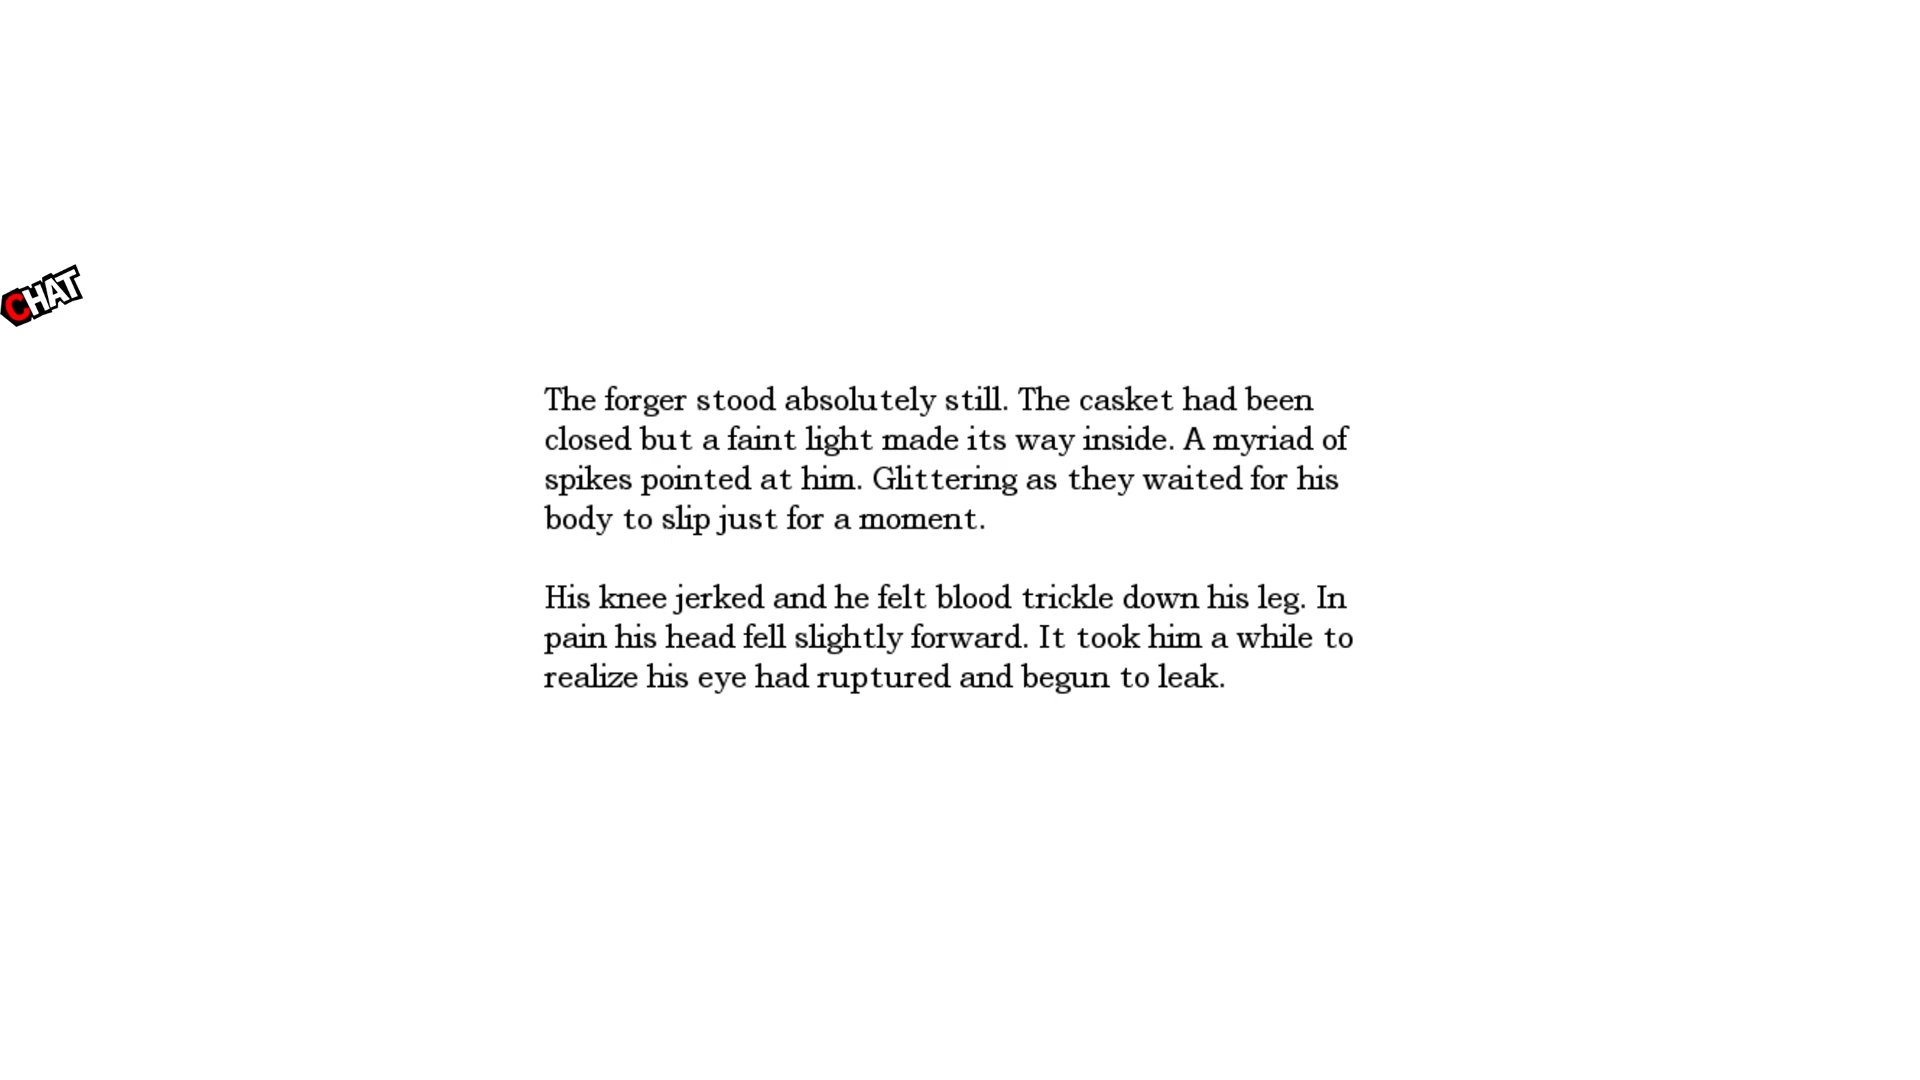 CHAT
The forger stood absolutely still. The casket had been
closed but a faint light made its way inside. A myriad of
spikes pointed at him. Glittering as they waited for his
body to slip just for a moment.
His knee jerked and he felt blood trickle down his leg. In
pain his head fell slightly forward. It took him a while to
realize his eye had ruptured and begun to leak.